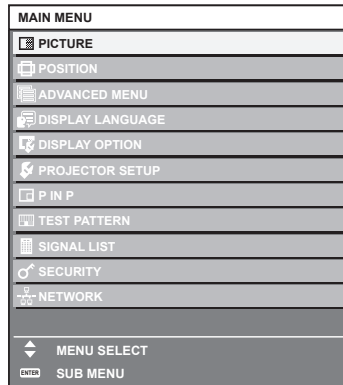 MAIN MENU
PICTURE
POSITION
ADVANCED MENU
DISPLAY LANGUAGE
DISPLAY OPTION
PROJECTOR SETUP
P IN P
TEST PATTERN
SIGNAL LIST
SECURITY
NETWORK
MENU SELECT
ENTER SUB MENU